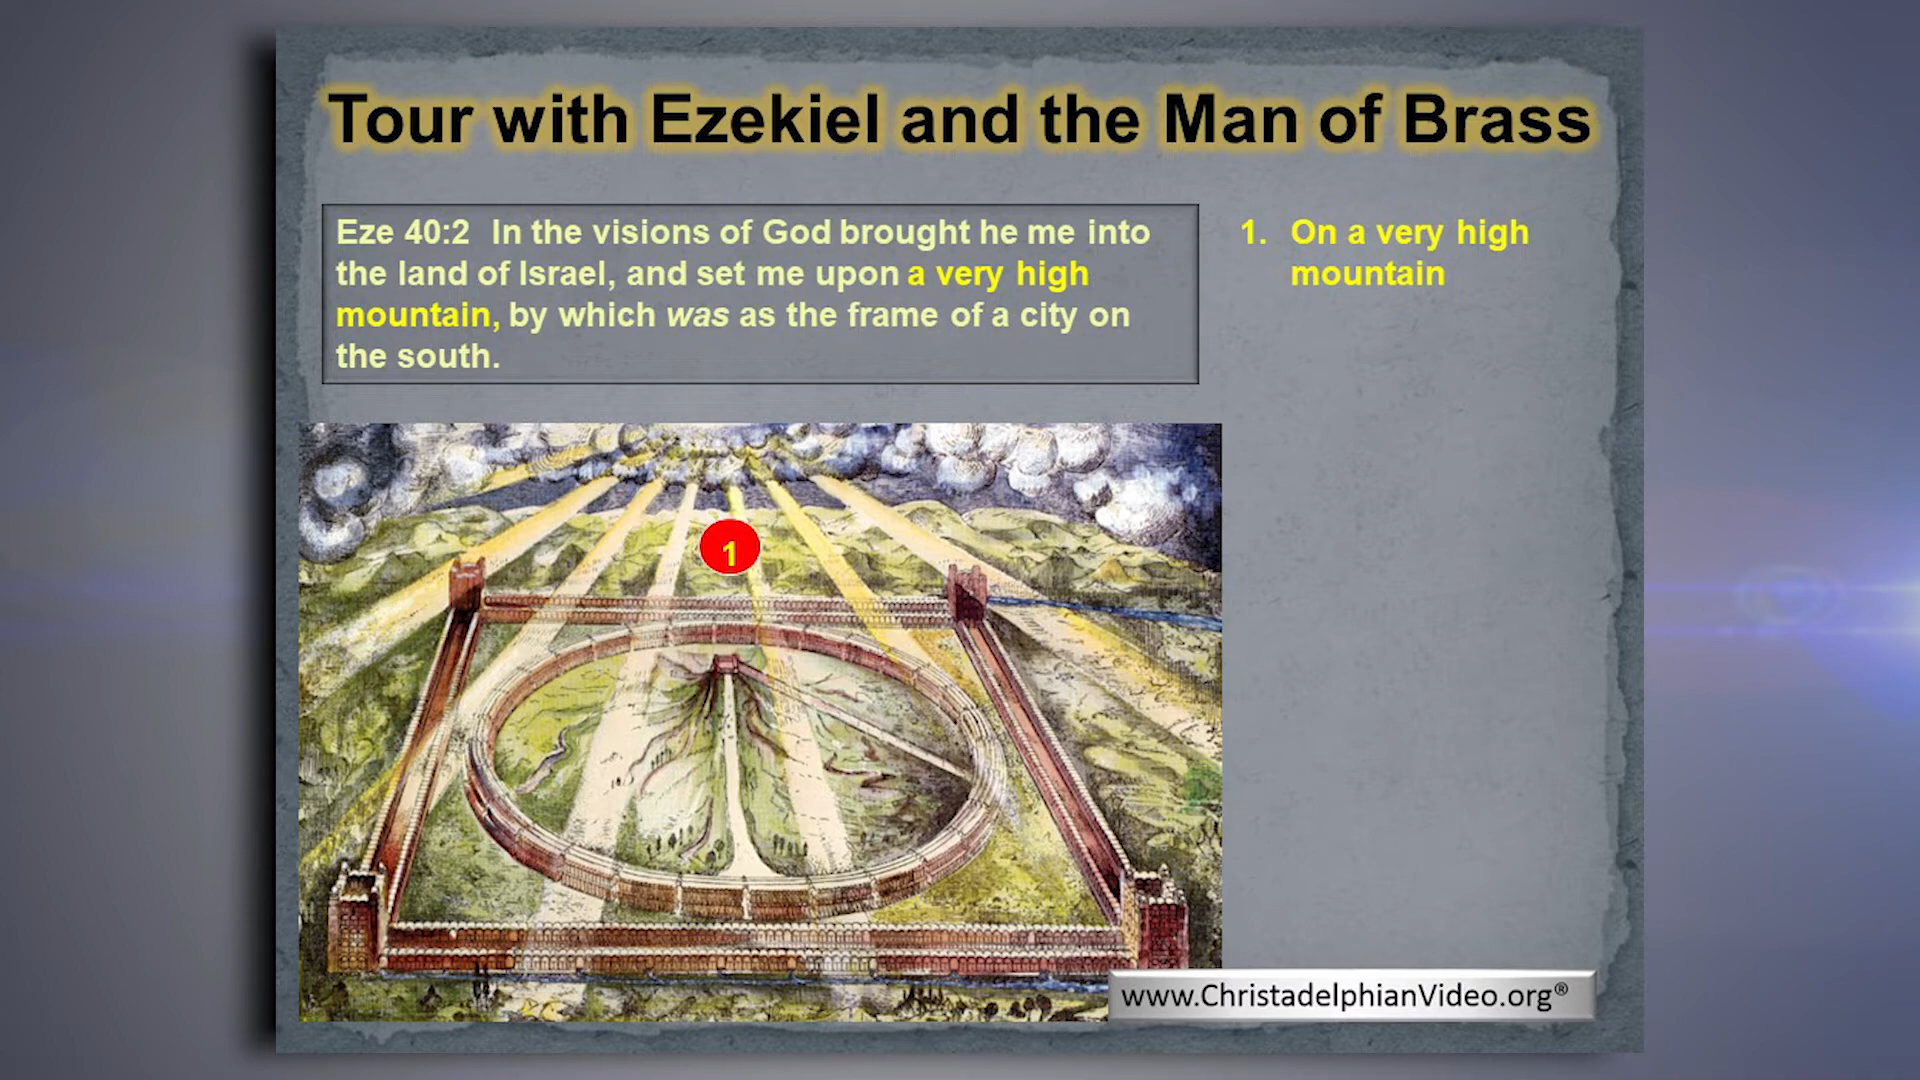 Tour with Ezekiel and the Man of Brass
Eze 40:2 In the visions of God brought he me into
the land of Israel, and set me upon a very high
mountain, by which was as the frame of a city on
the south.
1. On a very high
mountain
1
www.ChristadelphianVideo.org®